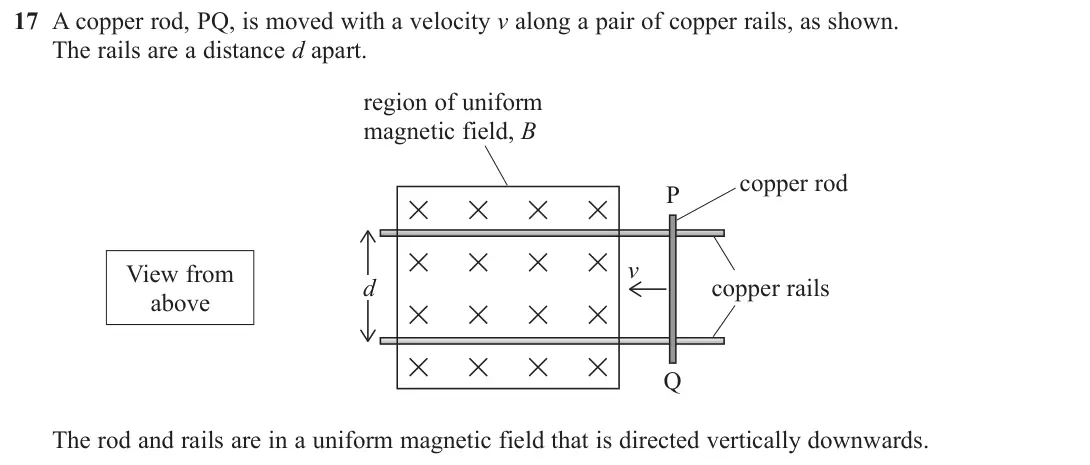 17 A copper rod, PQ, is moved with a velocity v along a pair of copper rails, as shown.
The rails are a distance d apart.
region of uniform
magnetic field, B
copper rod
P
View from
above
d
v
copper rails
Q
The rod and rails are in a uniform magnetic field that is directed vertically downwards.